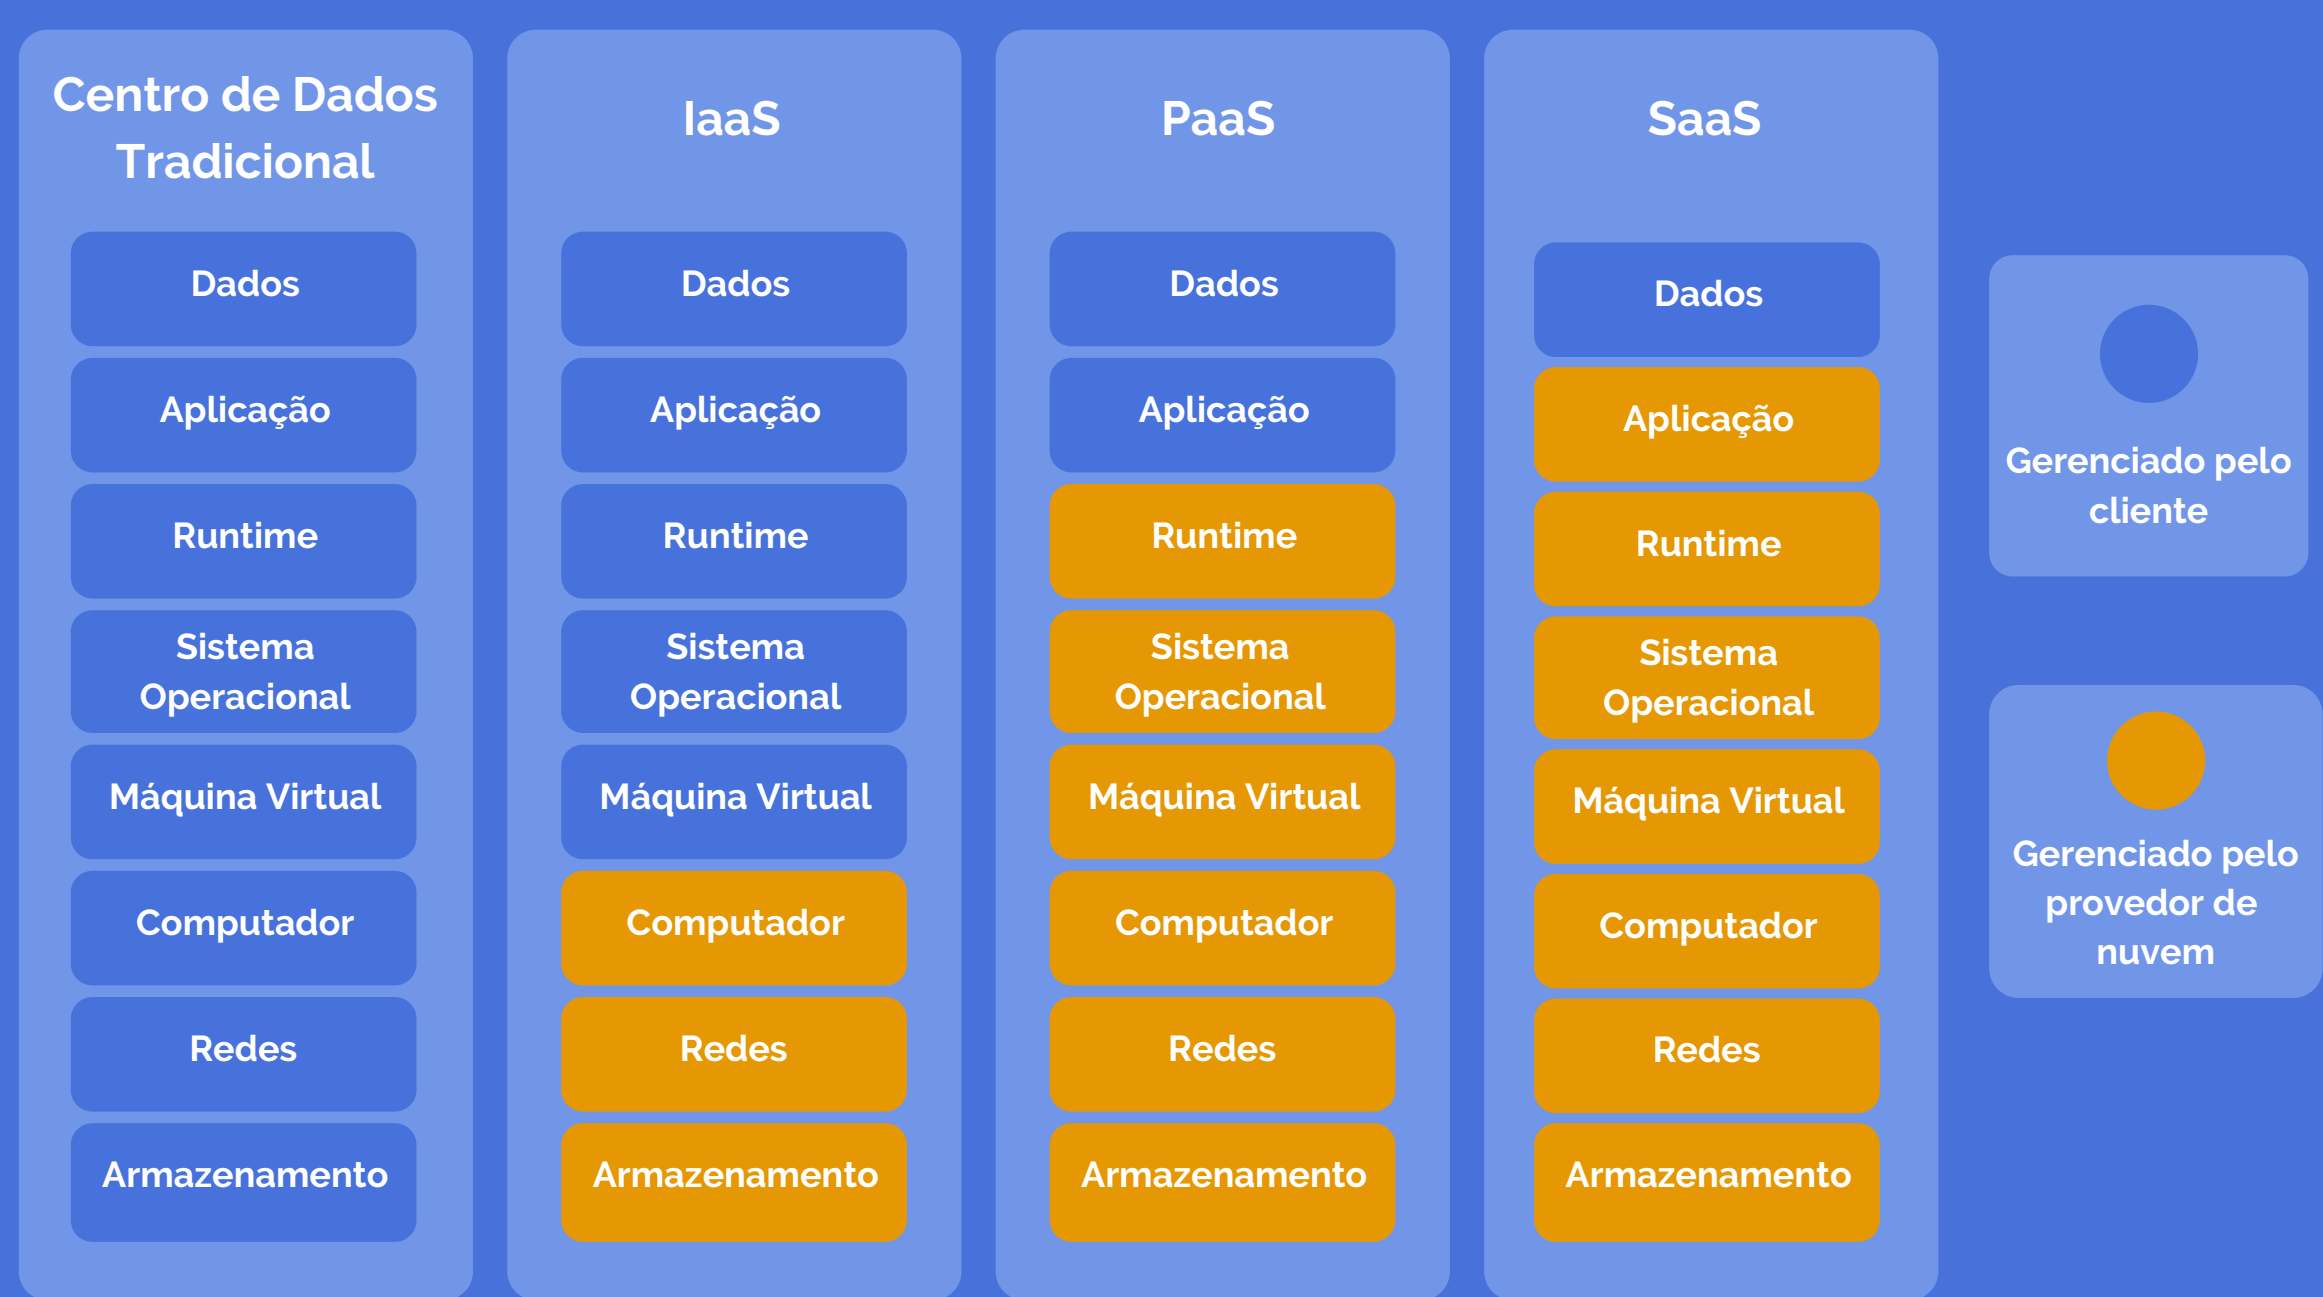 Centro de Dados
Tradicional
Dados
Aplicação
Runtime
Sistema
Operacional
Máquina Virtual
Computador
Redes
Armazenamento
IaaS
Dados
Aplicação
Runtime
Sistema
Operacional
Máquina Virtual
Computador
Redes
Armazenamento
PaaS
Dados
Aplicação
Runtime
Sistema
Operacional
Máquina Virtual
Computador
Redes
Armazenamento
SaaS
Dados
Aplicação
Runtime
Sistema
Operacional
Máquina Virtual
Computador
Redes
Armazenamento
Gerenciado pelo
cliente
Gerenciado pelo
provedor de
nuvem